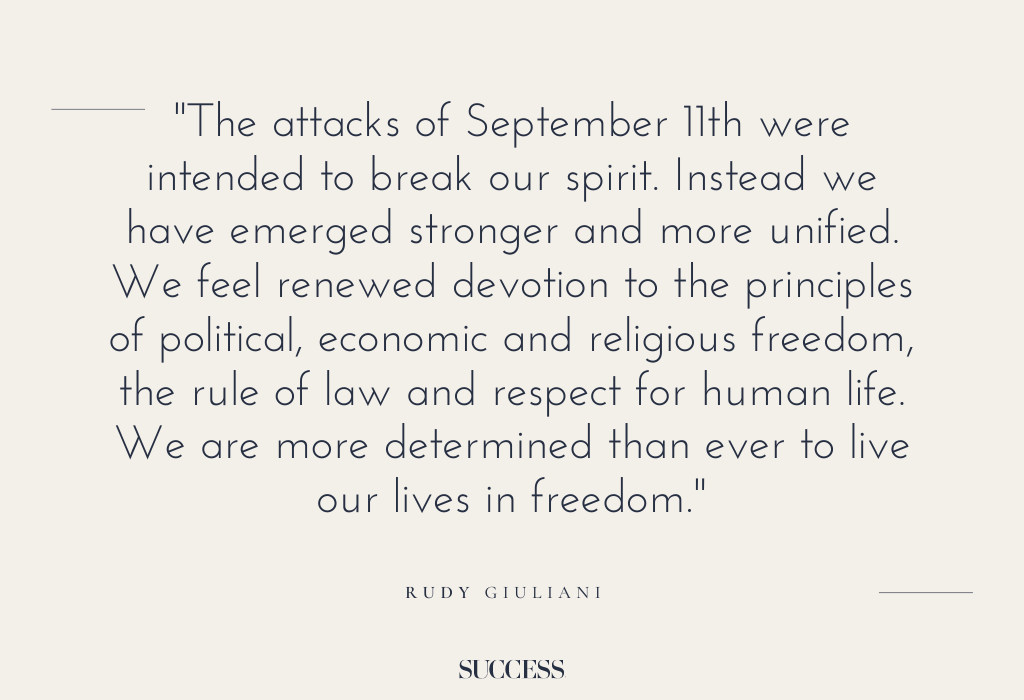 "The attacks of September 11th were
intended to break our spirit. Instead we
have emerged stronger and more unified.
We feel renewed devotion to the principles
of political, economic and religious freedom,
the rule of law and respect for human life.
We are more determined than ever to live
our lives in freedom."
RUDY GIULIANI
SUCCESS